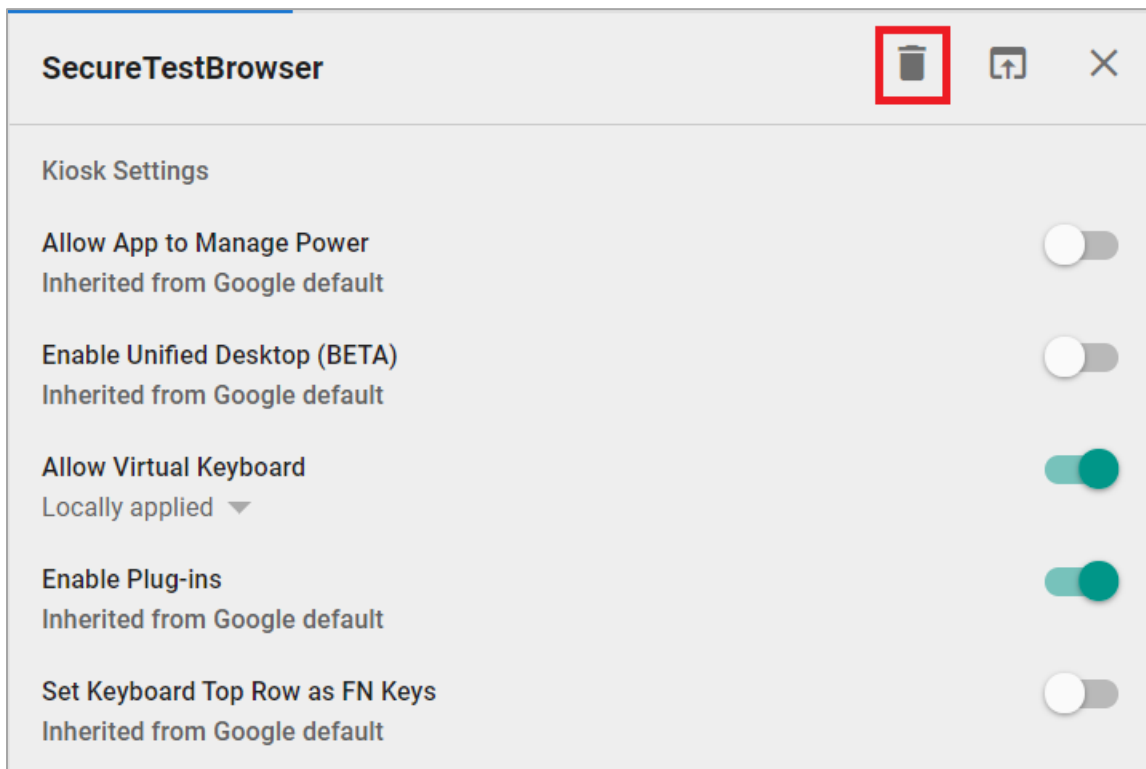 SecureTestBrowser
Kiosk Settings
Allow App to Manage Power
Inherited from Google default
Enable Unified Desktop (BETA)
Inherited from Google default
Allow Virtual Keyboard
Locally applied
Enable Plug-ins
Inherited from Google default
Set Keyboard Top Row as FN Keys
Inherited from Google default